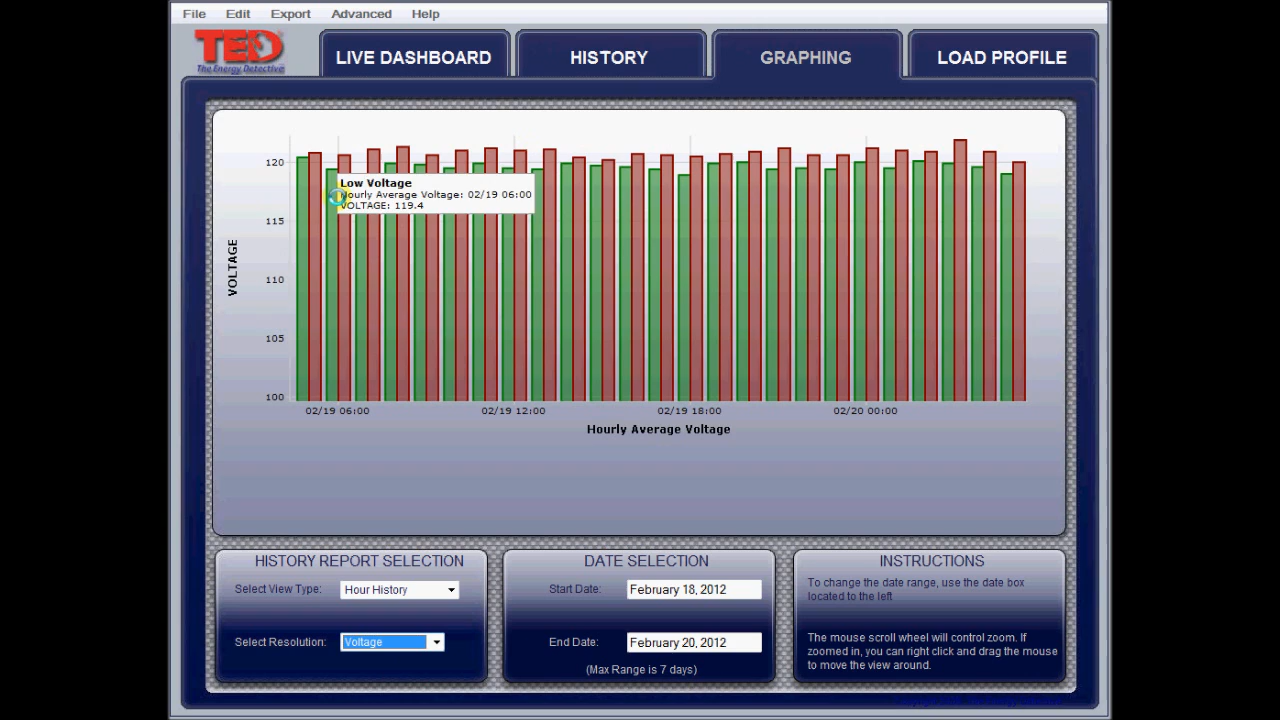 File Edit Export Advanced Help
TED
The Energy Detective
LIVE DASHBOARD HISTORY GRAPHING LOAD PROFILE
120
115
110
105
100
VOLTAGE
Low Voltage
Hourly Average Voltage: 02/19 06:00
VOLTAGE: 119.4
02/19 06:00 02/19 12:00 02/19 18:00 02/20 00:00
Hourly Average Voltage
HISTORY REPORT SELECTION
Select View Type: Hour History
Select Resolution: Voltage
DATE SELECTION
Start Date: February 18, 2012
End Date: February 20, 2012
(Max Range is 7 days)
INSTRUCTIONS
To change the date range, use the date box
located to the left
The mouse scroll wheel will control zoom. If
zoomed in, you can right click and drag the mouse
to move the view around.